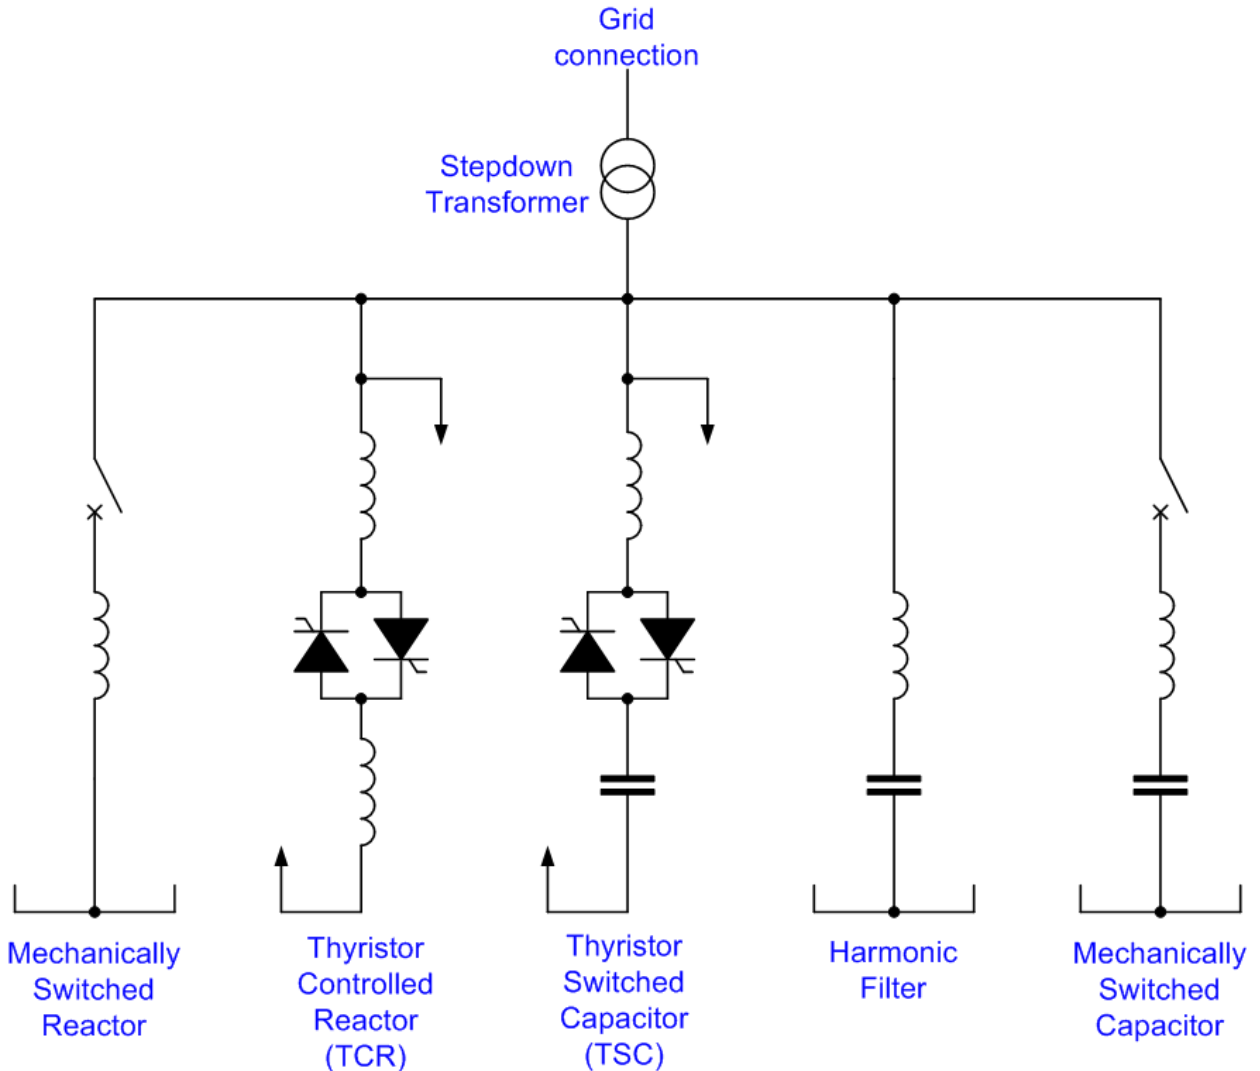 Grid
connection
Stepdown
Transformer
Mechanically
Switched
Reactor
Thyristor
Controlled
Reactor
(TCR)
Thyristor
Switched
Capacitor
(TSC)
Harmonic
Filter
Mechanically
Switched
Capacitor